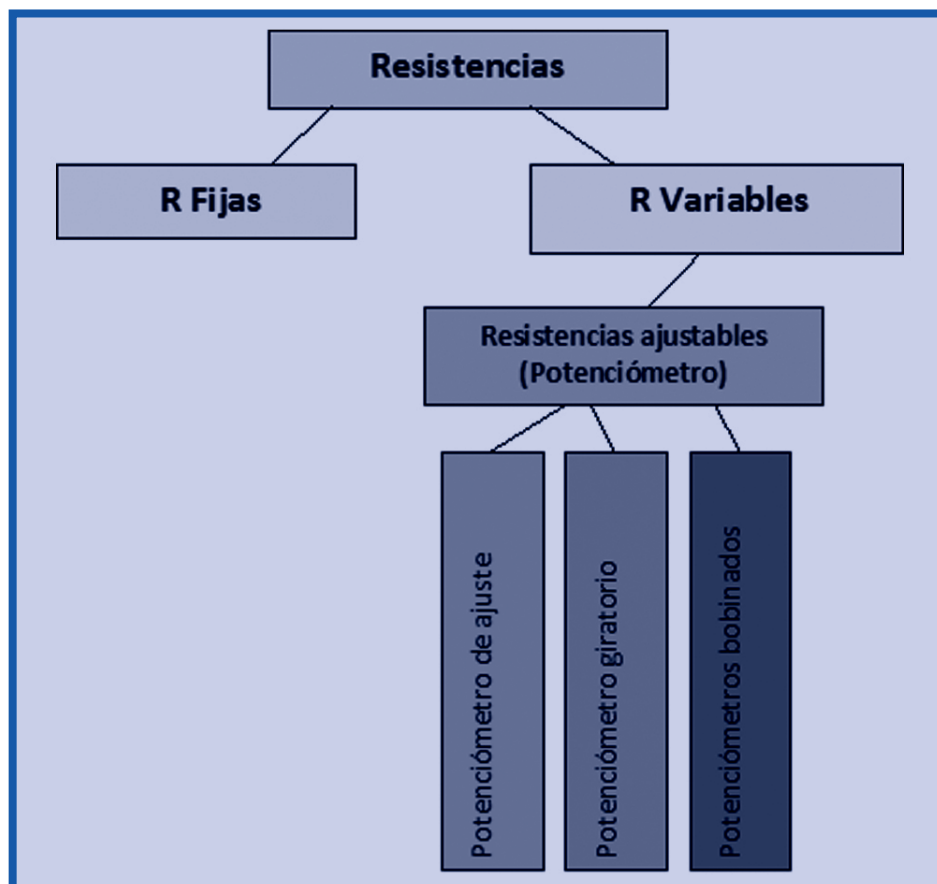 Resistencias
R Fijas
R Variables
Resistencias ajustables
(Potenciómetro)
Potenciómetro de ajuste
Potenciómetro giratorio
Potenciómetros bobinados